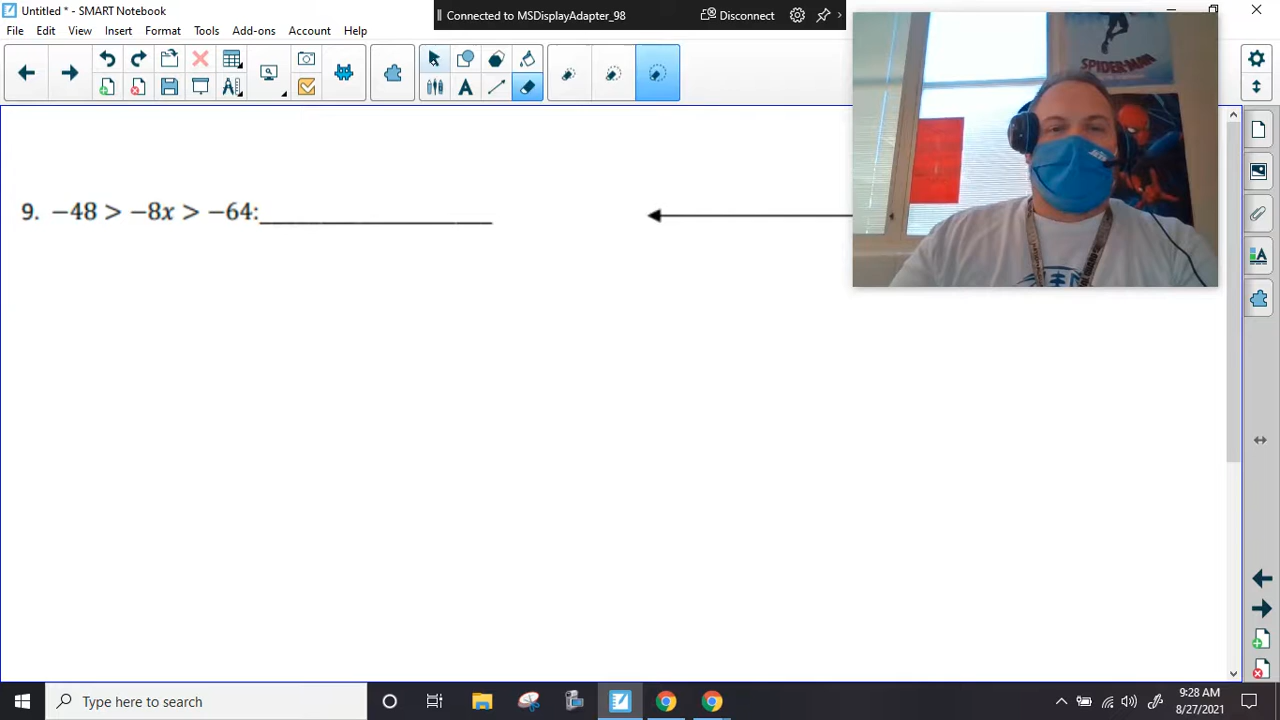 Untitled * - SMART Notebook
Connected to MSDisplayAdapter_98
Disconnect
File Edit View Insert Format Tools Add-ons Account Help
SPIDER-MAN
9. −48 > −8x > −64:
Type here to search
9:28 AM
8/27/2021